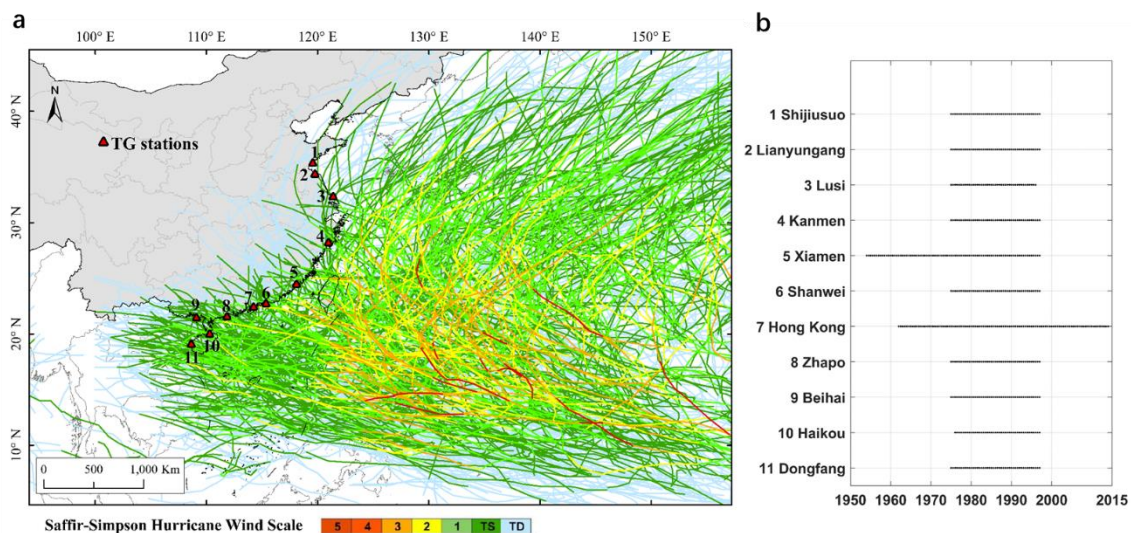 a
100° E 110° E 120° E 130° E 140° E 150° E
40° N
30° N
20° N
10° N
N
TG stations
1
2
3
4
5
6
7
8
9
10
11
0 500 1,000 Km
Saffir-Simpson Hurricane Wind Scale 5 4 3 2 1 TS TD
b
1 Shijiusuo
2 Lianyungang
3 Lusi
4 Kanmen
5 Xiamen
6 Shanwei
7 Hong Kong
8 Zhapo
9 Beihai
10 Haikou
11 Dongfang
1950 1960 1970 1980 1990 2000 2015